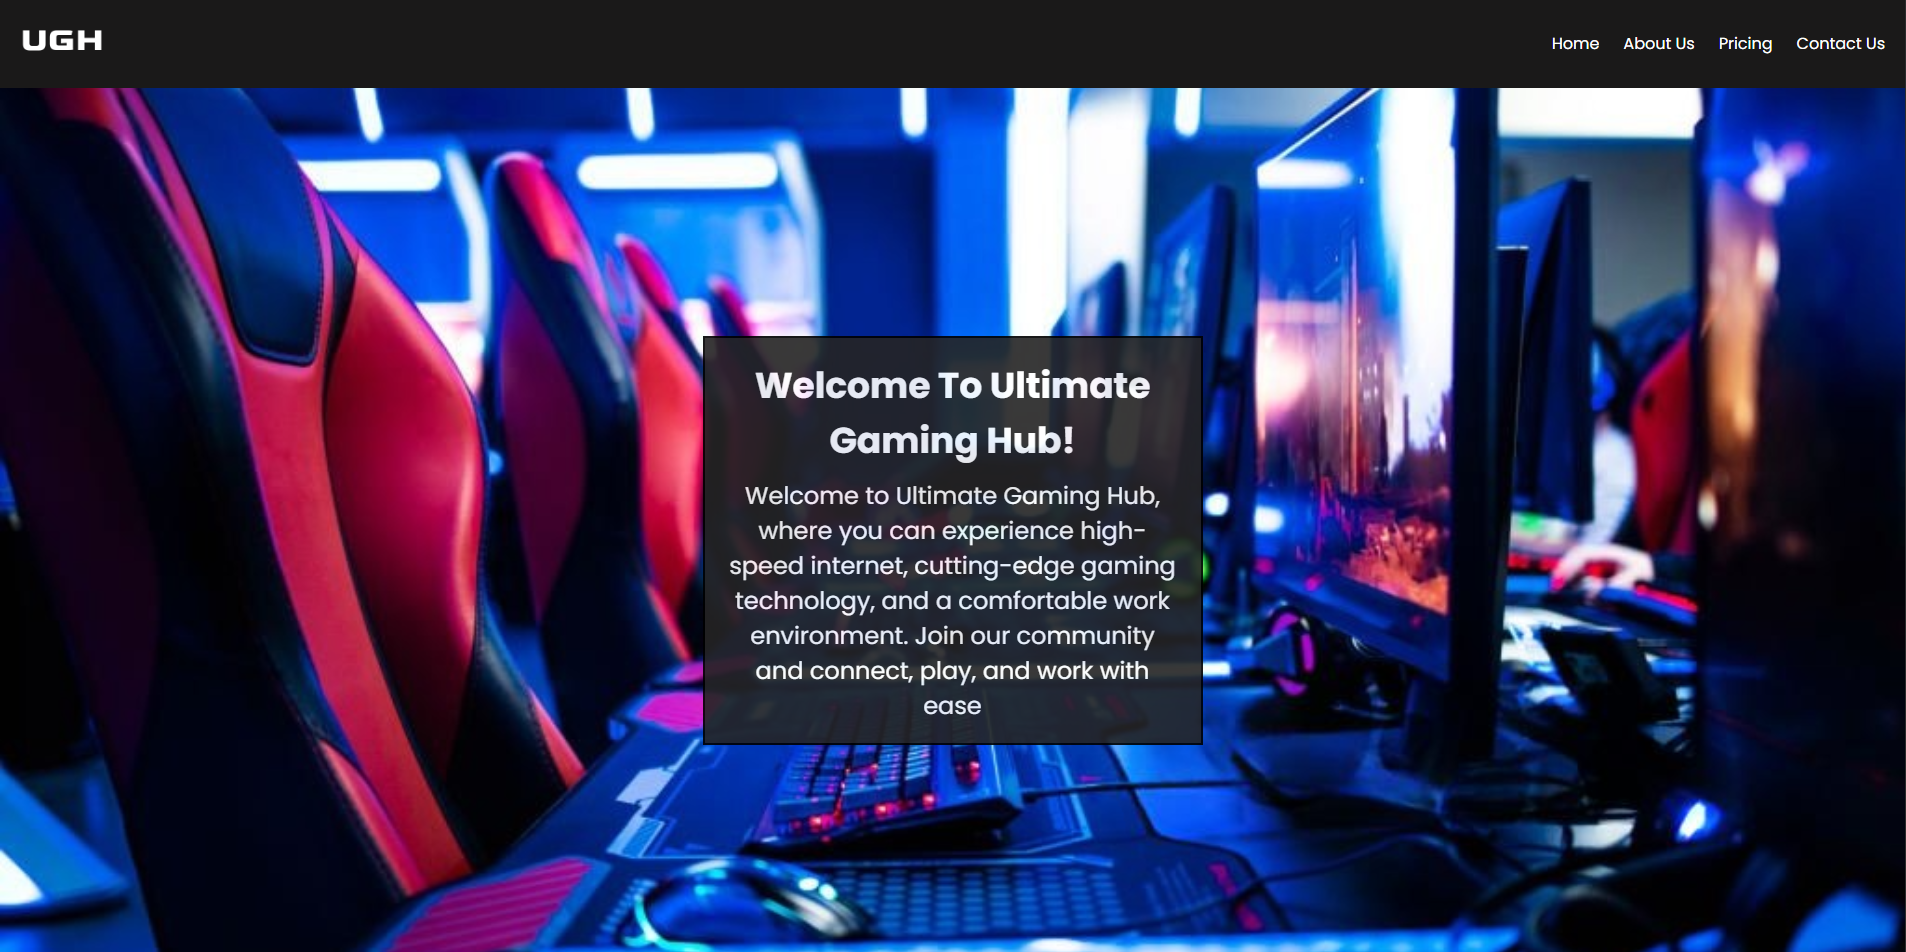 UGH
Home About Us Pricing Contact Us
Welcome To Ultimate
Gaming Hub!
Welcome to Ultimate Gaming Hub,
where you can experience high-
speed internet, cutting-edge gaming
technology, and a comfortable work
environment. Join our community
and connect, play, and work with
ease